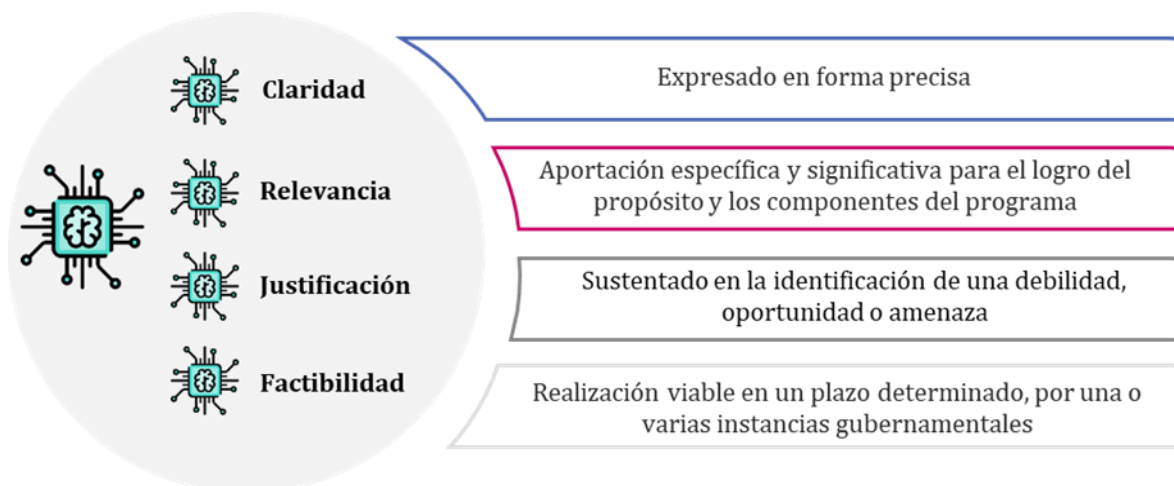 Claridad
Expresado en forma precisa
Relevancia
Aportación específica y significativa para el logro del
propósito y los componentes del programa
Justificación
Sustentado en la identificación de una debilidad,
oportunidad o amenaza
Factibilidad
Realización viable en un plazo determinado, por una o
varias instancias gubernamentales